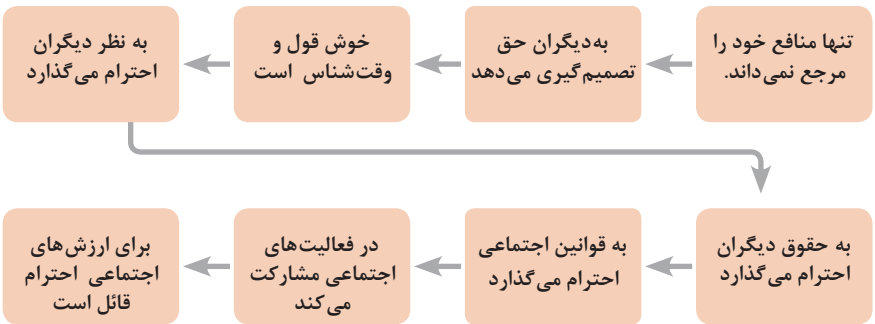 تنها منافع خود را
مرجع نمی‌داند.
به‌دیگران حق
تصمیم‌گیری می‌دهد
خوش قول و
وقت‌شناس است
به نظر دیگران
احترام می‌گذارد
به حقوق دیگران
احترام می‌گذارد
به قوانین اجتماعی
احترام می‌گذارد
در فعالیت‌های
اجتماعی مشارکت
می‌کند
برای ارزش‌های
اجتماعی احترام
قائل است